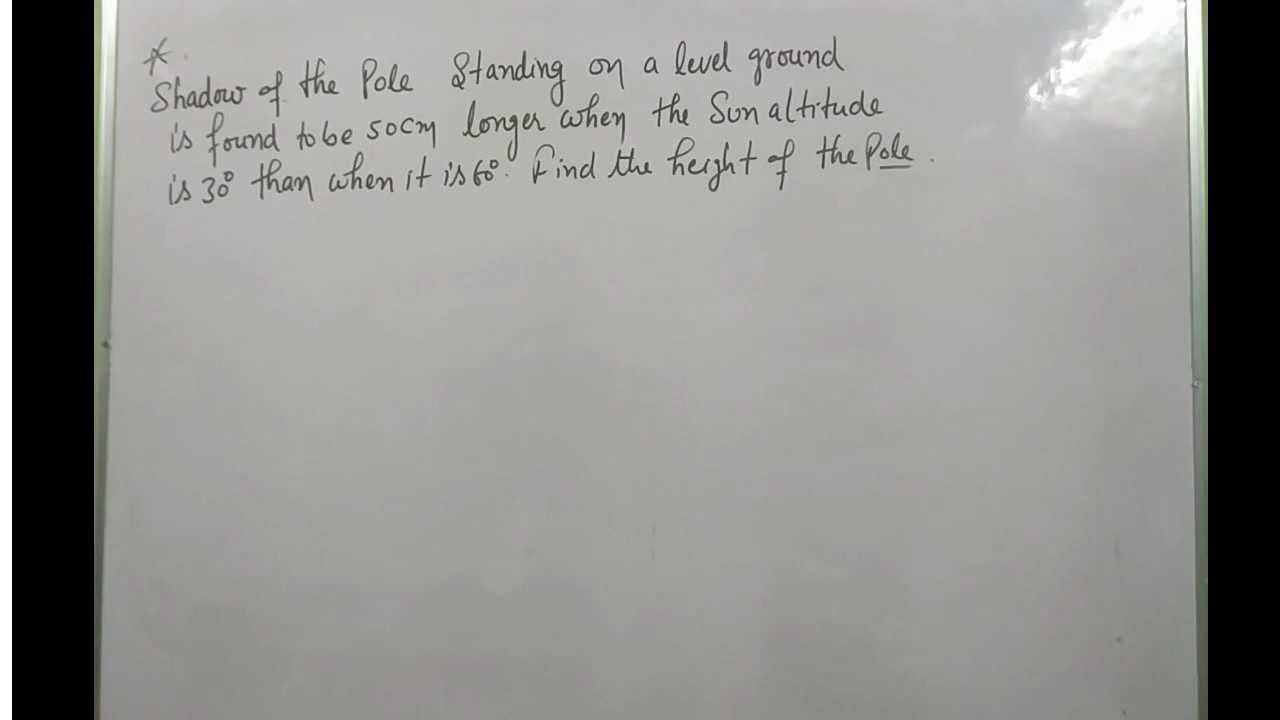 *
Shadow of the Pole Standing on a level ground
is found to be 50cm longer when the Sun altitude
is 30° than when it is 60°. Find the height of the Pole.